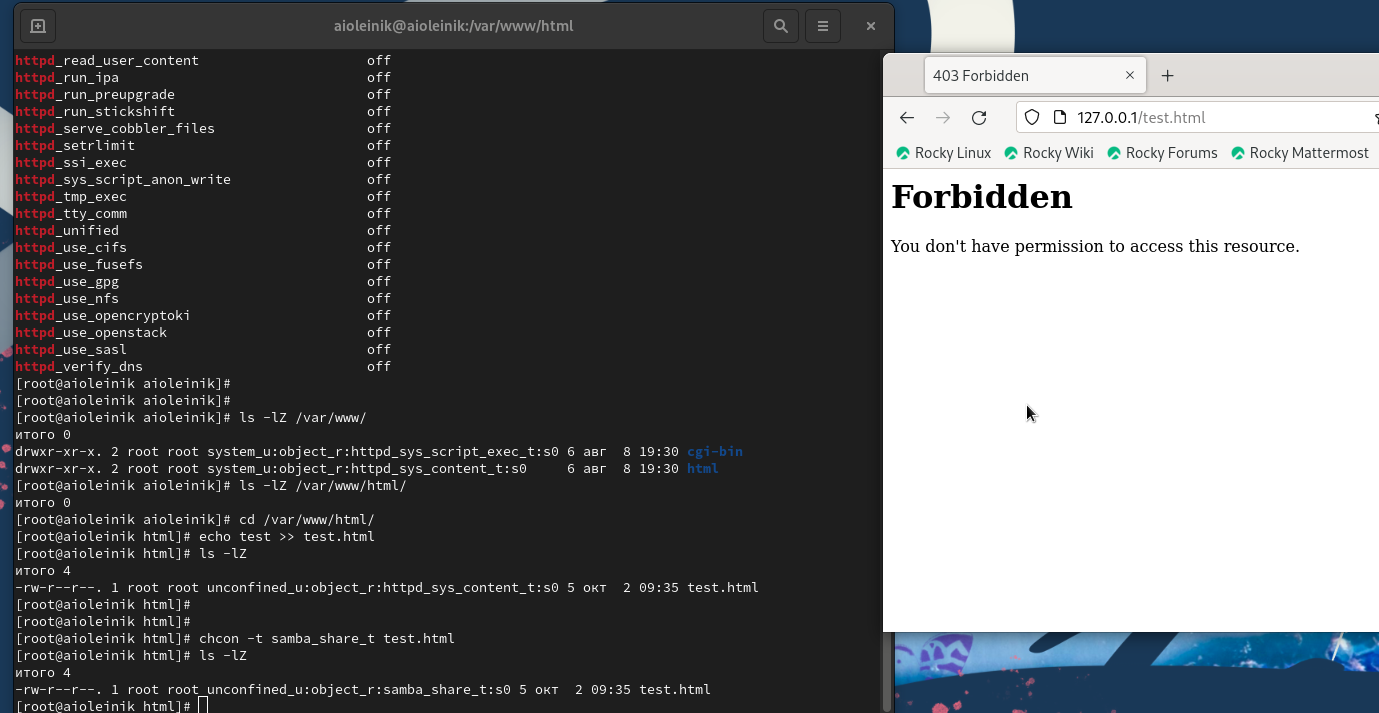 aioleinik@aioleinik:/var/www/html
httpd_read_user_content off
httpd_run_ipa off
httpd_run_preupgrade off
httpd_run_stickshift off
httpd_serve_cobbler_files off
httpd_setrlimit off
httpd_ssi_exec off
httpd_sys_script_anon_write off
httpd_tmp_exec off
httpd_tty_comm off
httpd_unified off
httpd_use_cifs off
httpd_use_fusefs off
httpd_use_gpg off
httpd_use_nfs off
httpd_use_opencryptoki off
httpd_use_openstack off
httpd_use_sasl off
httpd_verify_dns off
[root@aioleinik aioleinik]#
[root@aioleinik aioleinik]#
[root@aioleinik aioleinik]# ls -lZ /var/www/
итого 0
drwxr-xr-x. 2 root root system_u:object_r:httpd_sys_script_exec_t:s0 6 авг  8 19:30 cgi-bin
drwxr-xr-x. 2 root root system_u:object_r:httpd_sys_content_t:s0     6 авг  8 19:30 html
[root@aioleinik aioleinik]# ls -lZ /var/www/html/
итого 0
[root@aioleinik aioleinik]# cd /var/www/html/
[root@aioleinik html]# echo test >> test.html
[root@aioleinik html]# ls -lZ
итого 4
-rw-r--r--. 1 root root unconfined_u:object_r:httpd_sys_content_t:s0 5 окт  2 09:35 test.html
[root@aioleinik html]#
[root@aioleinik html]#
[root@aioleinik html]# chcon -t samba_share_t test.html
[root@aioleinik html]# ls -lZ
итого 4
-rw-r--r--. 1 root root unconfined_u:object_r:samba_share_t:s0 5 окт  2 09:35 test.html
[root@aioleinik html]#
403 Forbidden
127.0.0.1/test.html
Rocky Linux Rocky Wiki Rocky Forums Rocky Mattermost
Forbidden
You don't have permission to access this resource.